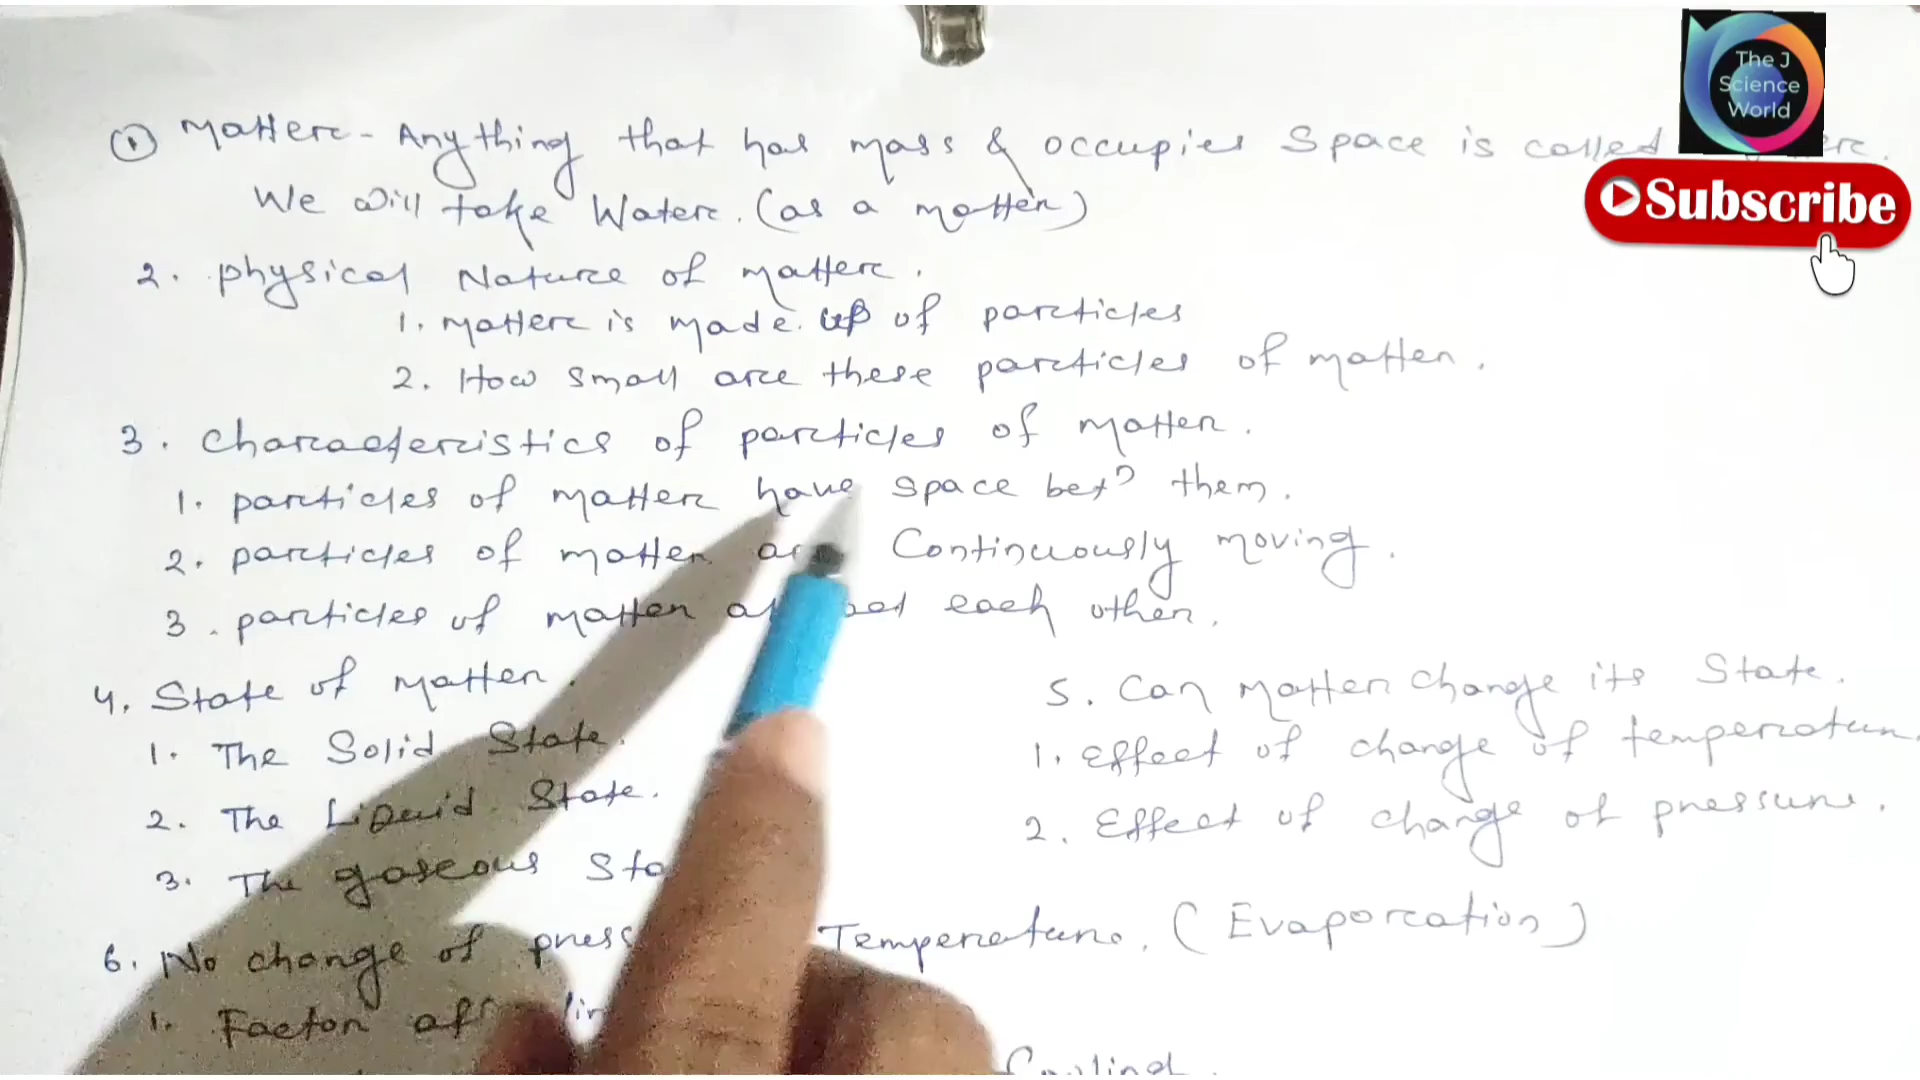 The J
Science
World
Subscribe
① Matter - Anything that has mass & occupies Space is called
We will take Water. (as a matter)
2. physical Nature of matter.
1. matter is made up of particles
2. How small are these particles of matter.
3. characteristics of particles of matter.
1. particles of matter have space betn them.
2. particles of matter Continuously moving.
3. particles of matter each other.
4. State of matter.
1. The Solid State.
2. The Liquid State.
3. The gaseous
5. Can matter change its State.
1. Effect of change of temperature.
2. Effect of change of pressure.
6. No change of Temperature. (Evaporation)
1. Factor